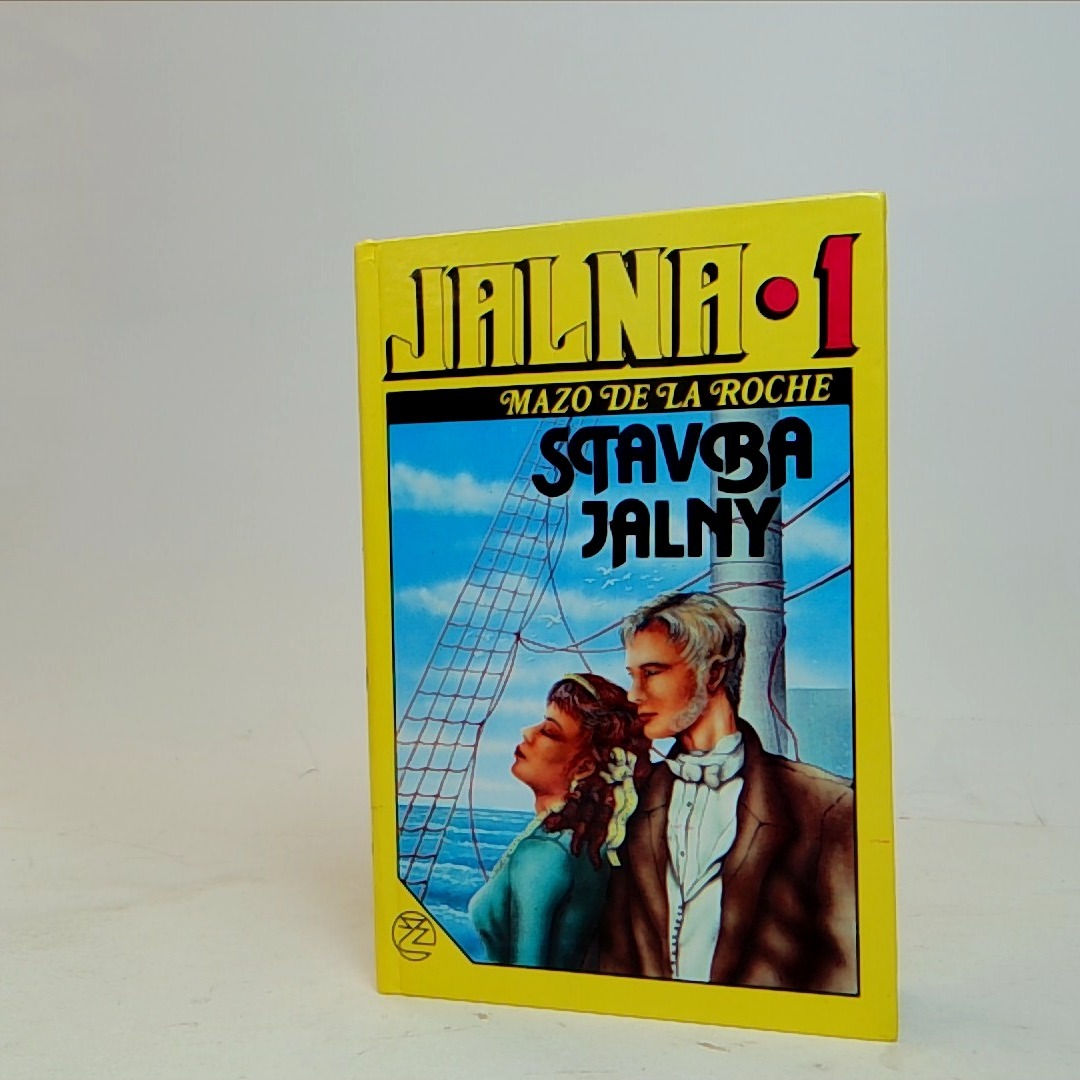 JALNA • 1
MAZO DE LA ROCHE
STAVBA
JALNY